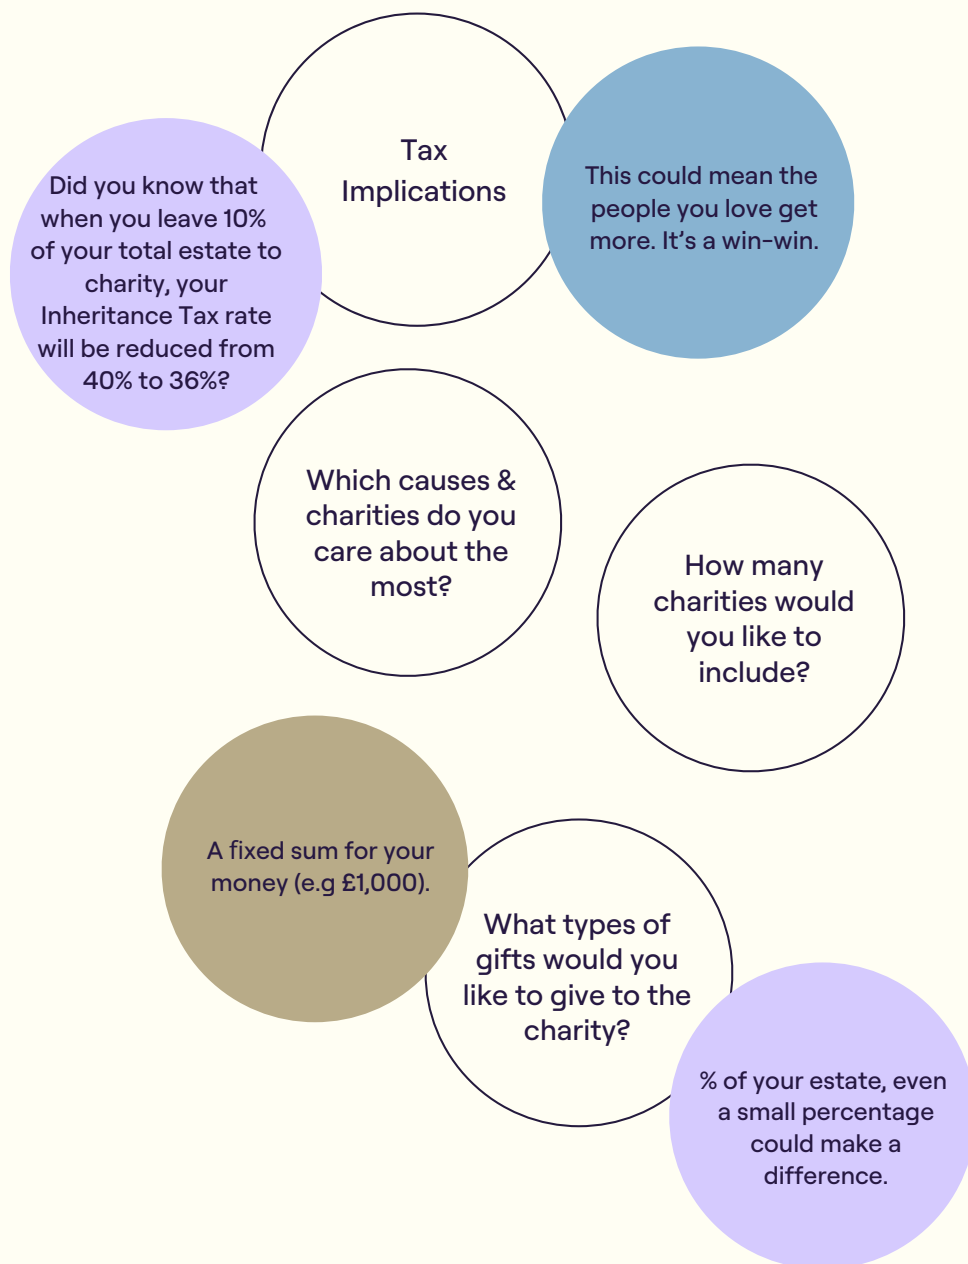 Tax
Implications
Did you know that
when you leave 10%
of your total estate to
charity, your
Inheritance Tax rate
will be reduced from
40% to 36%?
This could mean the
people you love get
more. It’s a win-win.
Which causes &
charities do you
care about the
most?
How many
charities would
you like to
include?
A fixed sum for your
money (e.g £1,000).
What types of
gifts would you
like to give to the
charity?
% of your estate, even
a small percentage
could make a
difference.